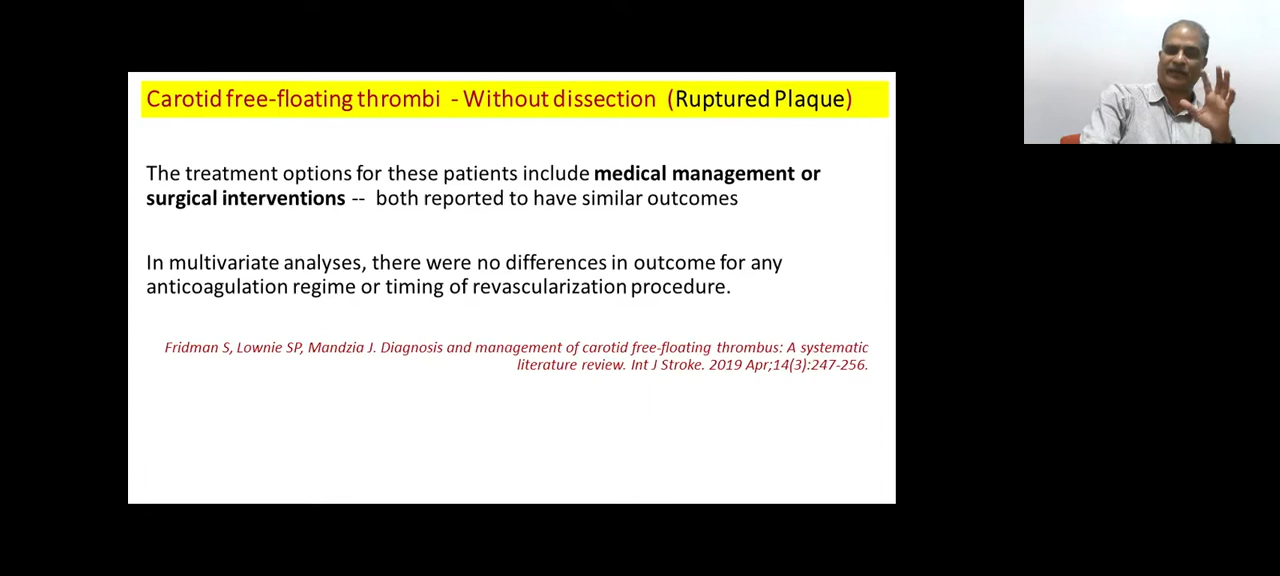 Carotid free-floating thrombi - Without dissection (Ruptured Plaque)
The treatment options for these patients include medical management or
surgical interventions -- both reported to have similar outcomes
In multivariate analyses, there were no differences in outcome for any
anticoagulation regime or timing of revascularization procedure.
Fridman S, Lownie SP, Mandzia J. Diagnosis and management of carotid free-floating thrombus: A systematic
literature review. Int J Stroke. 2019 Apr;14(3):247-256.